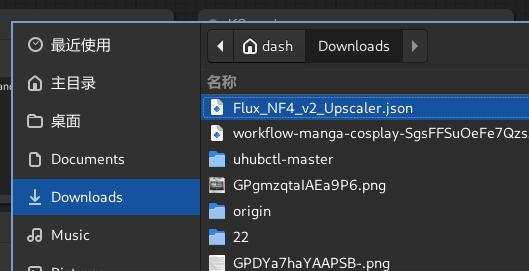 最近使用
主目录
桌面
Documents
Downloads
Music
dash
Downloads
名称
Flux_NF4_v2_Upscaler.json
workflow-manga-cosplay-SgsFFSuOeFe7Qzs
uhubctl-master
GPgmzqtaIAEa9P6.png
origin
22
GPDYa7haYAAPSB-.png